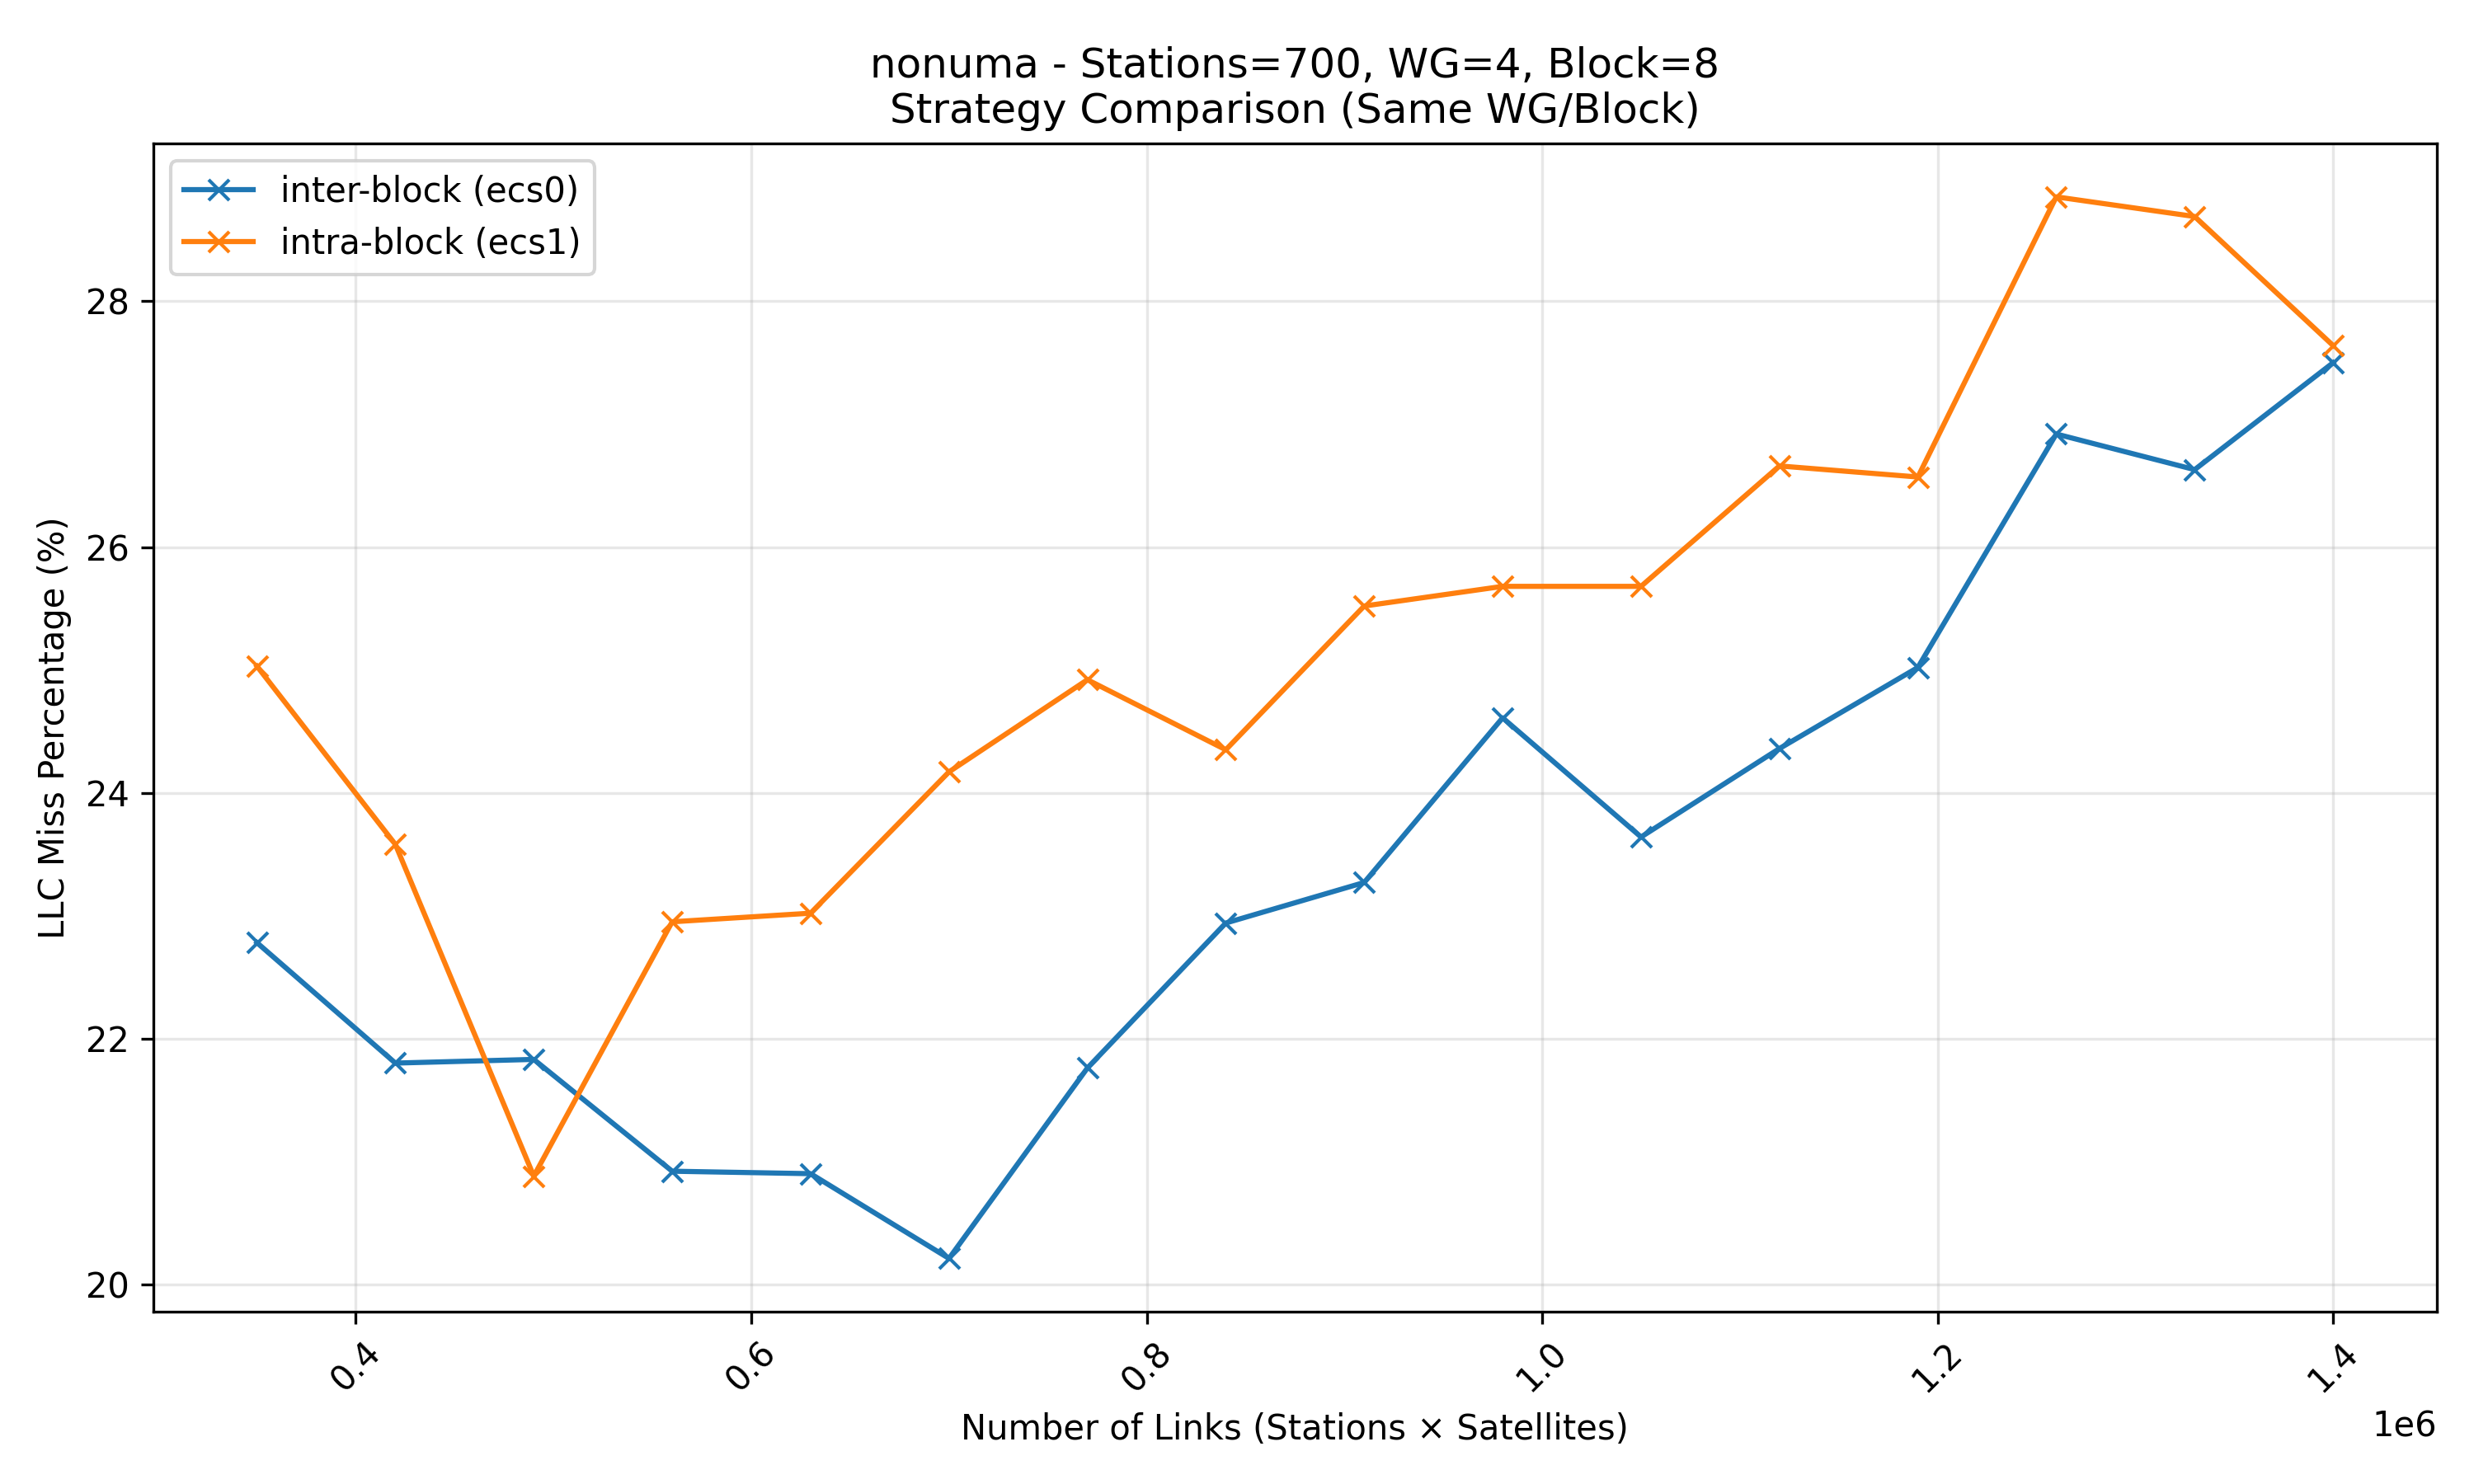 nonuma - Stations=700, WG=4, Block=8
Strategy Comparison (Same WG/Block)
inter-block (ecs0)
intra-block (ecs1)
LLC Miss Percentage (%)
28
26
24
22
20
0.4
0.6
0.8
1.0
1.2
1.4
1e6
Number of Links (Stations × Satellites)